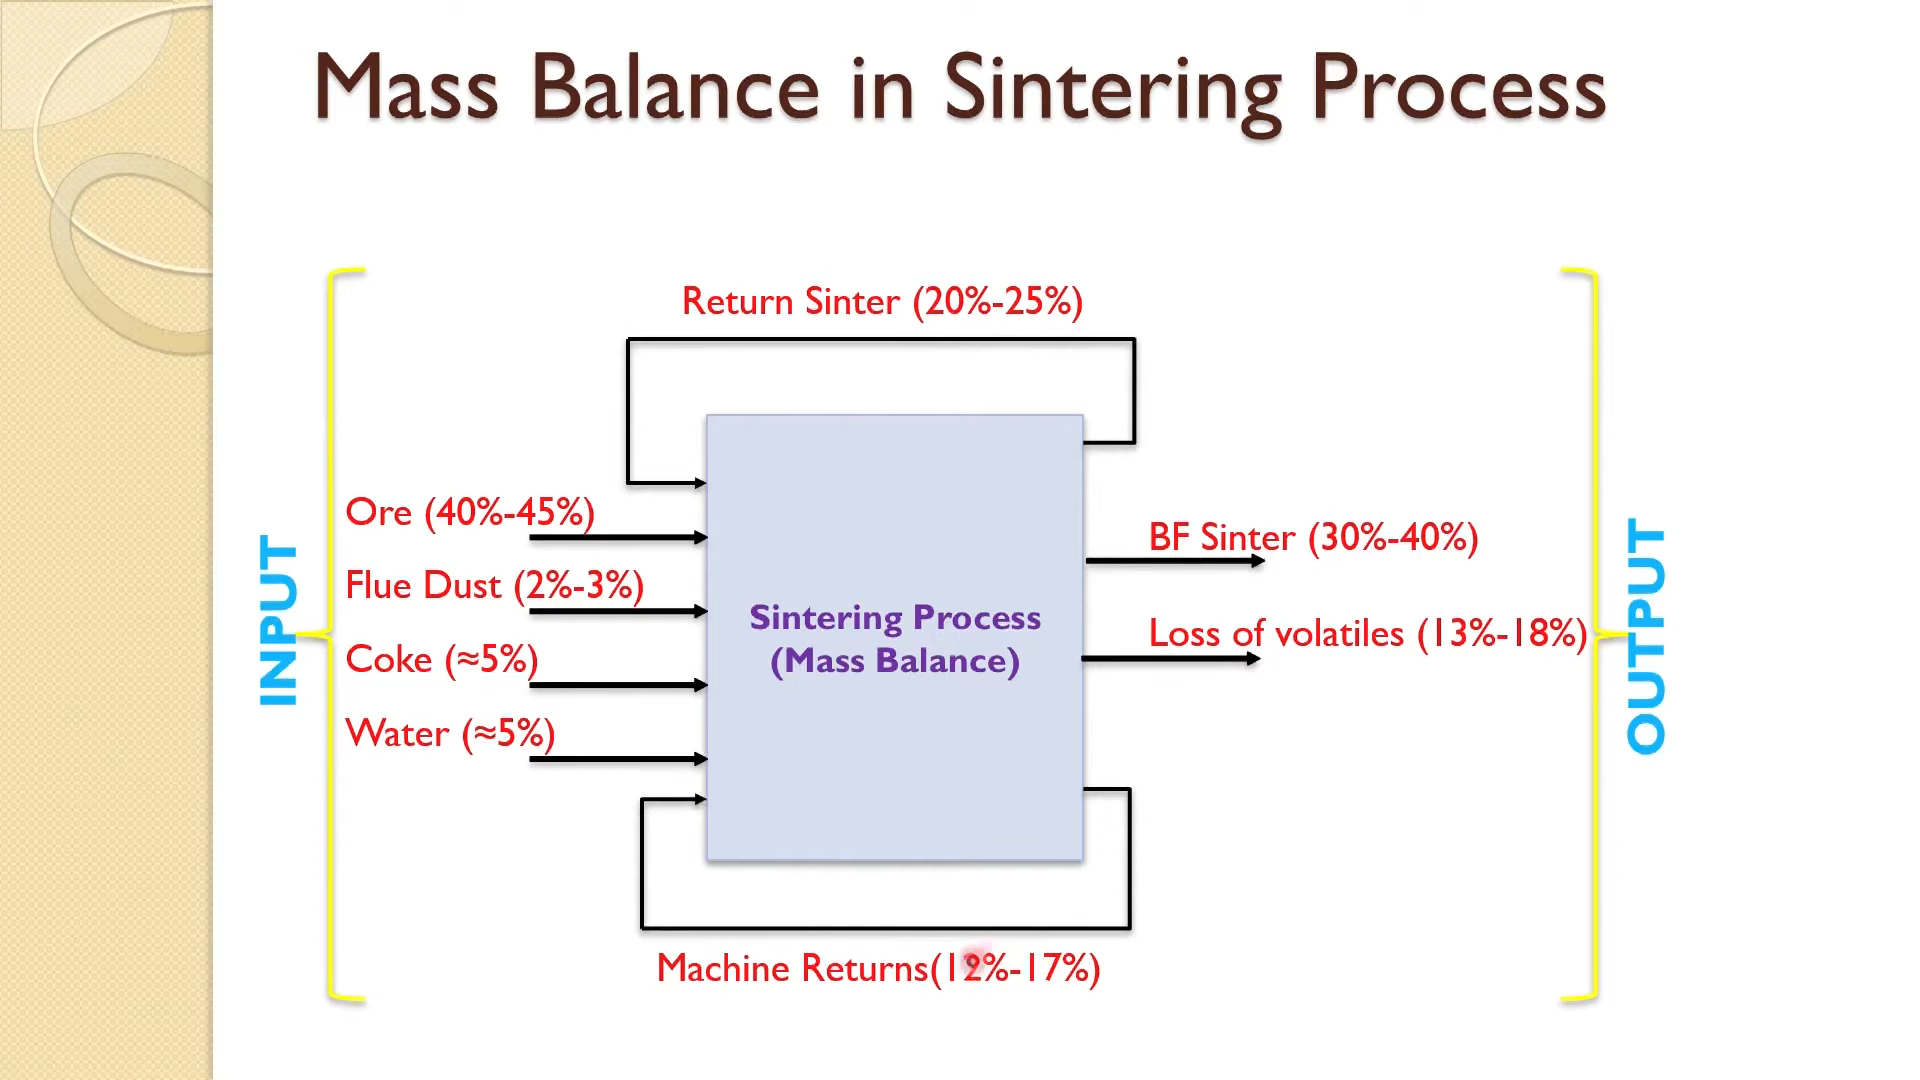 Mass Balance in Sintering Process
Return Sinter (20%-25%)
Ore (40%-45%)
Flue Dust (2%-3%)
Coke (≈5%)
Water (≈5%)
INPUT
Sintering Process
(Mass Balance)
BF Sinter (30%-40%)
Loss of volatiles (13%-18%)
OUTPUT
Machine Returns(12%-17%)